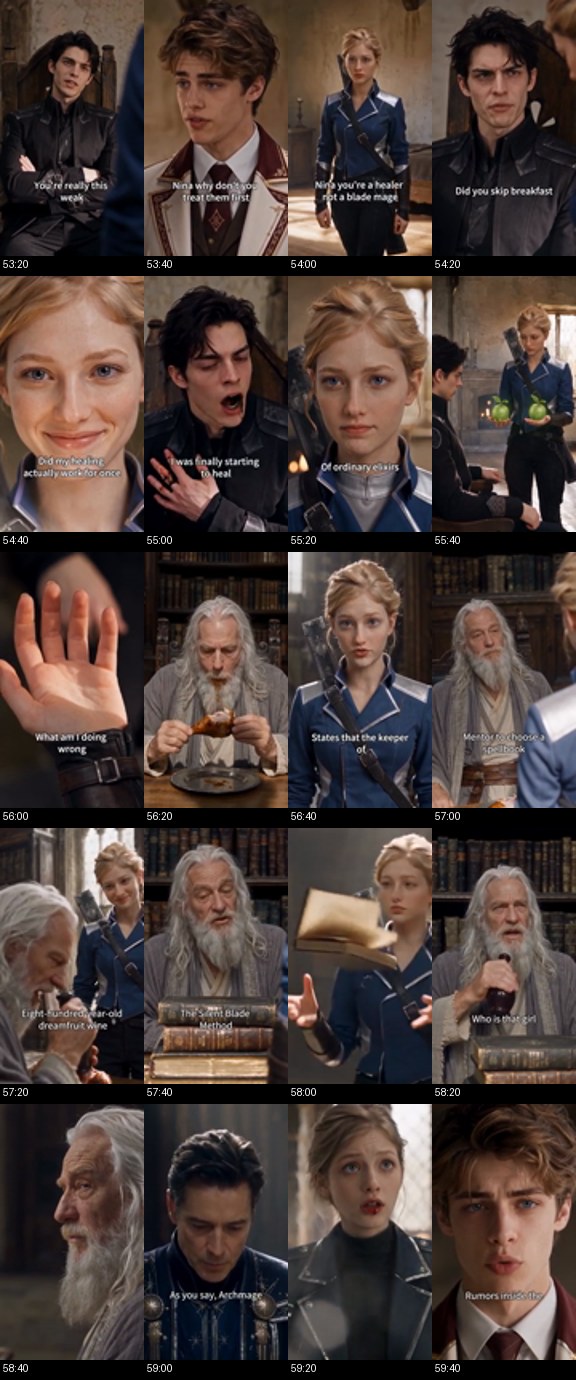 You're really this
weak
53:20
Nina why don't you
treat them first
53:40
Nina you're a healer
not a blade mage
54:00
Did you skip breakfast
54:20
Did my healing
actually work for once
54:40
I was finally starting
to heal
55:00
Of ordinary elixirs
55:20
55:40
What am I doing
wrong
56:00
56:20
States that the keeper
of
56:40
Mentor to choose a
spellbook
57:00
Eight-hundred-year-old
dreamfruit wine
57:20
The Silent Blade
Method
57:40
58:00
Who is that girl
58:20
58:40
As you say, Archmage
59:00
59:20
Rumors inside the
59:40